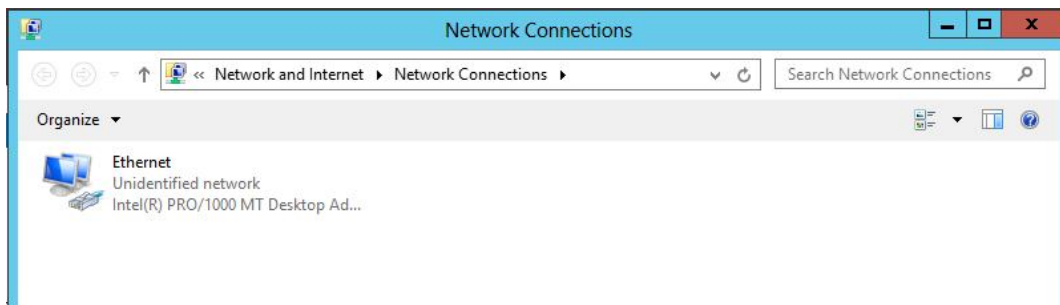 Network Connections
« Network and Internet Network Connections
Search Network Connections
Organize
Ethernet
Unidentified network
Intel(R) PRO/1000 MT Desktop Ad...